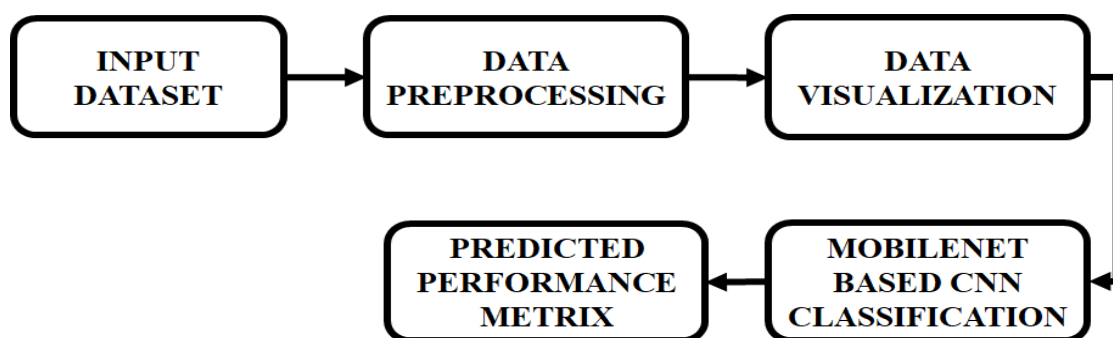 INPUT
DATASET
DATA
PREPROCESSING
DATA
VISUALIZATION
PREDICTED
PERFORMANCE
METRIX
MOBILENET
BASED CNN
CLASSIFICATION